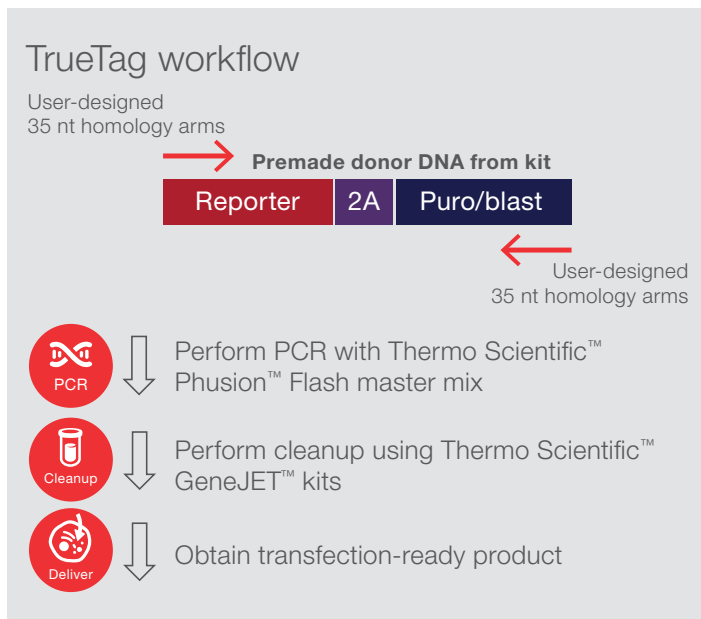 TrueTag workflow
User-designed
35 nt homology arms
Premade donor DNA from kit
Reporter
2A
Puro/blast
User-designed
35 nt homology arms
PCR
Perform PCR with Thermo Scientific™
Phusion™ Flash master mix
Cleanup
Perform cleanup using Thermo Scientific™
GeneJET™ kits
Deliver
Obtain transfection-ready product